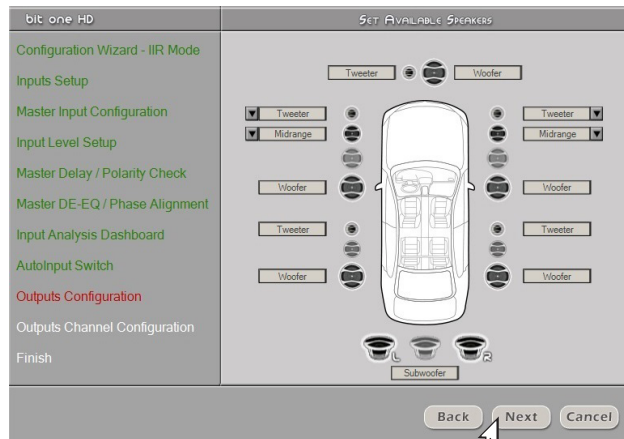 bit one HD
Set Available Speakers
Configuration Wizard - IIR Mode
Inputs Setup
Master Input Configuration
Input Level Setup
Master Delay / Polarity Check
Master DE-EQ / Phase Alignment
Input Analysis Dashboard
AutoInput Switch
Outputs Configuration
Outputs Channel Configuration
Finish
Tweeter Woofer
Tweeter Tweeter
Midrange Midrange
Woofer Woofer
Tweeter Tweeter
Woofer Woofer
L R
Subwoofer
Back Next Cancel